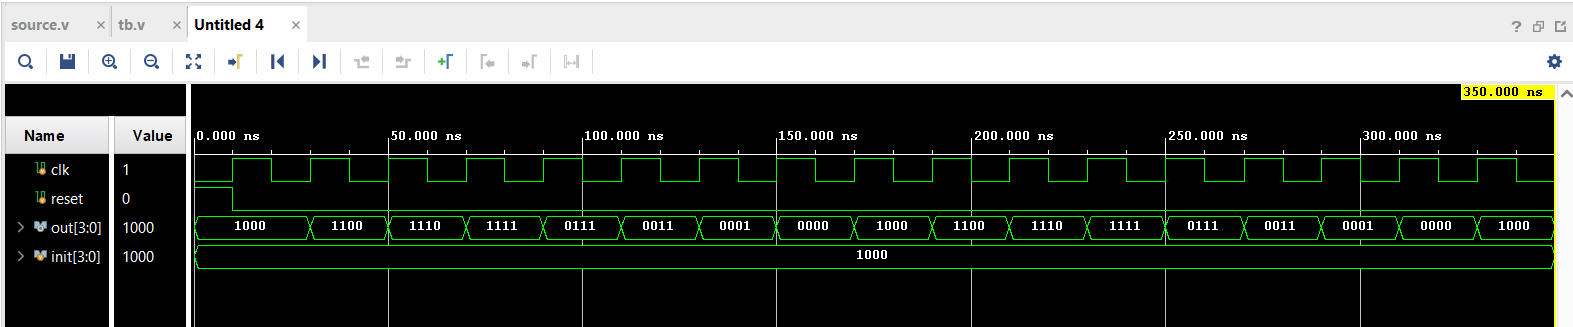 source.v × tb.v × Untitled 4 ×
350.000 ns
Name Value
0.000 ns 50.000 ns 100.000 ns 150.000 ns 200.000 ns 250.000 ns 300.000 ns
clk 1
reset 0
out[3:0] 1000 1000 1100 1110 1111 0111 0011 0001 0000 1000 1100 1110 1111 0111 0011 0001 0000 1000
init[3:0] 1000 1000